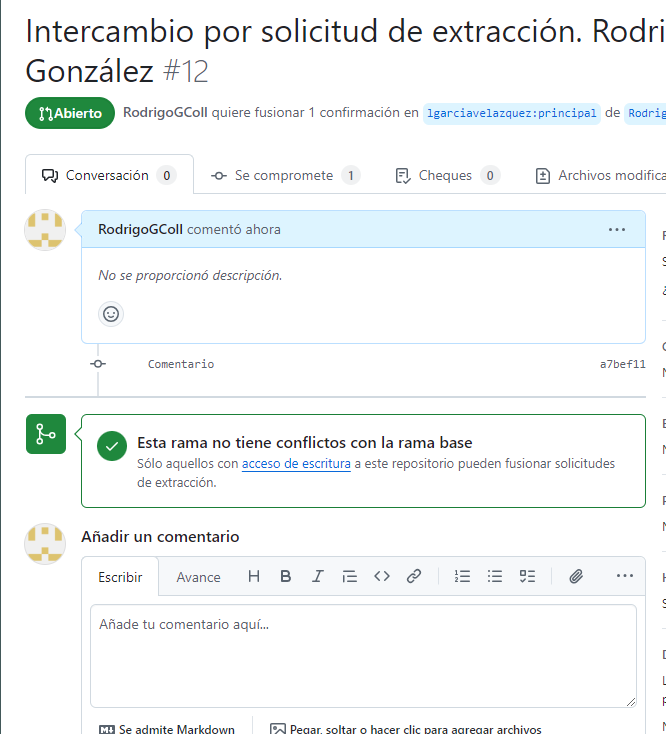 Intercambio por solicitud de extracción. Rodri
González #12
Abierto RodrigoGColl quiere fusionar 1 confirmación en lgarciavelazquez:principal de Rodrig
Conversación 0 Se compromete 1 Cheques 0 Archivos modifica
RodrigoGColl comentó ahora
No se proporcionó descripción.
Comentario a7bef11
Esta rama no tiene conflictos con la rama base
Sólo aquellos con acceso de escritura a este repositorio pueden fusionar solicitudes
de extracción.
Añadir un comentario
Escribir Avance
Añade tu comentario aquí...
Se admite Markdown Pegar, soltar o hacer clic para agregar archivos